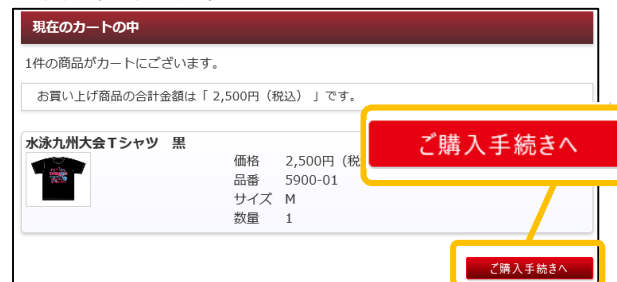 現在のカートの中
1件の商品がカートにございます。
お買い上げ商品の合計金額は「 2,500円（税込） 」です。
水泳九州大会Tシャツ 黒
価格 2,500円（税
品番 5900-01
サイズ M
数量 1
ご購入手続きへ
ご購入手続きへ